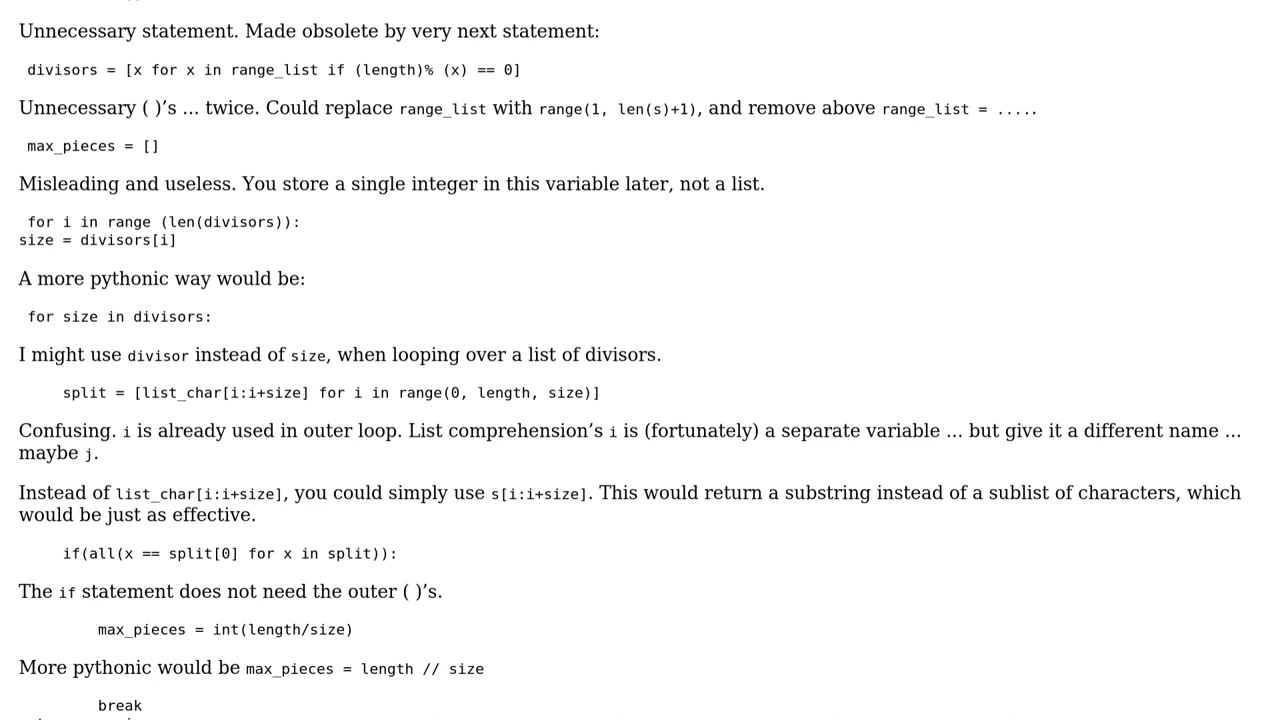 Unnecessary statement. Made obsolete by very next statement:
divisors = [x for x in range_list if (length)% (x) == 0]
Unnecessary ( )’s ... twice. Could replace range_list with range(1, len(s)+1), and remove above range_list = .....
max_pieces = []
Misleading and useless. You store a single integer in this variable later, not a list.
for i in range (len(divisors)):
size = divisors[i]
A more pythonic way would be:
for size in divisors:
I might use divisor instead of size, when looping over a list of divisors.
split = [list_char[i:i+size] for i in range(0, length, size)]
Confusing. i is already used in outer loop. List comprehension’s i is (fortunately) a separate variable ... but give it a different name ...
maybe j.
Instead of list_char[i:i+size], you could simply use s[i:i+size]. This would return a substring instead of a sublist of characters, which
would be just as effective.
if(all(x == split[0] for x in split)):
The if statement does not need the outer ( )’s.
max_pieces = int(length/size)
More pythonic would be max_pieces = length // size
break